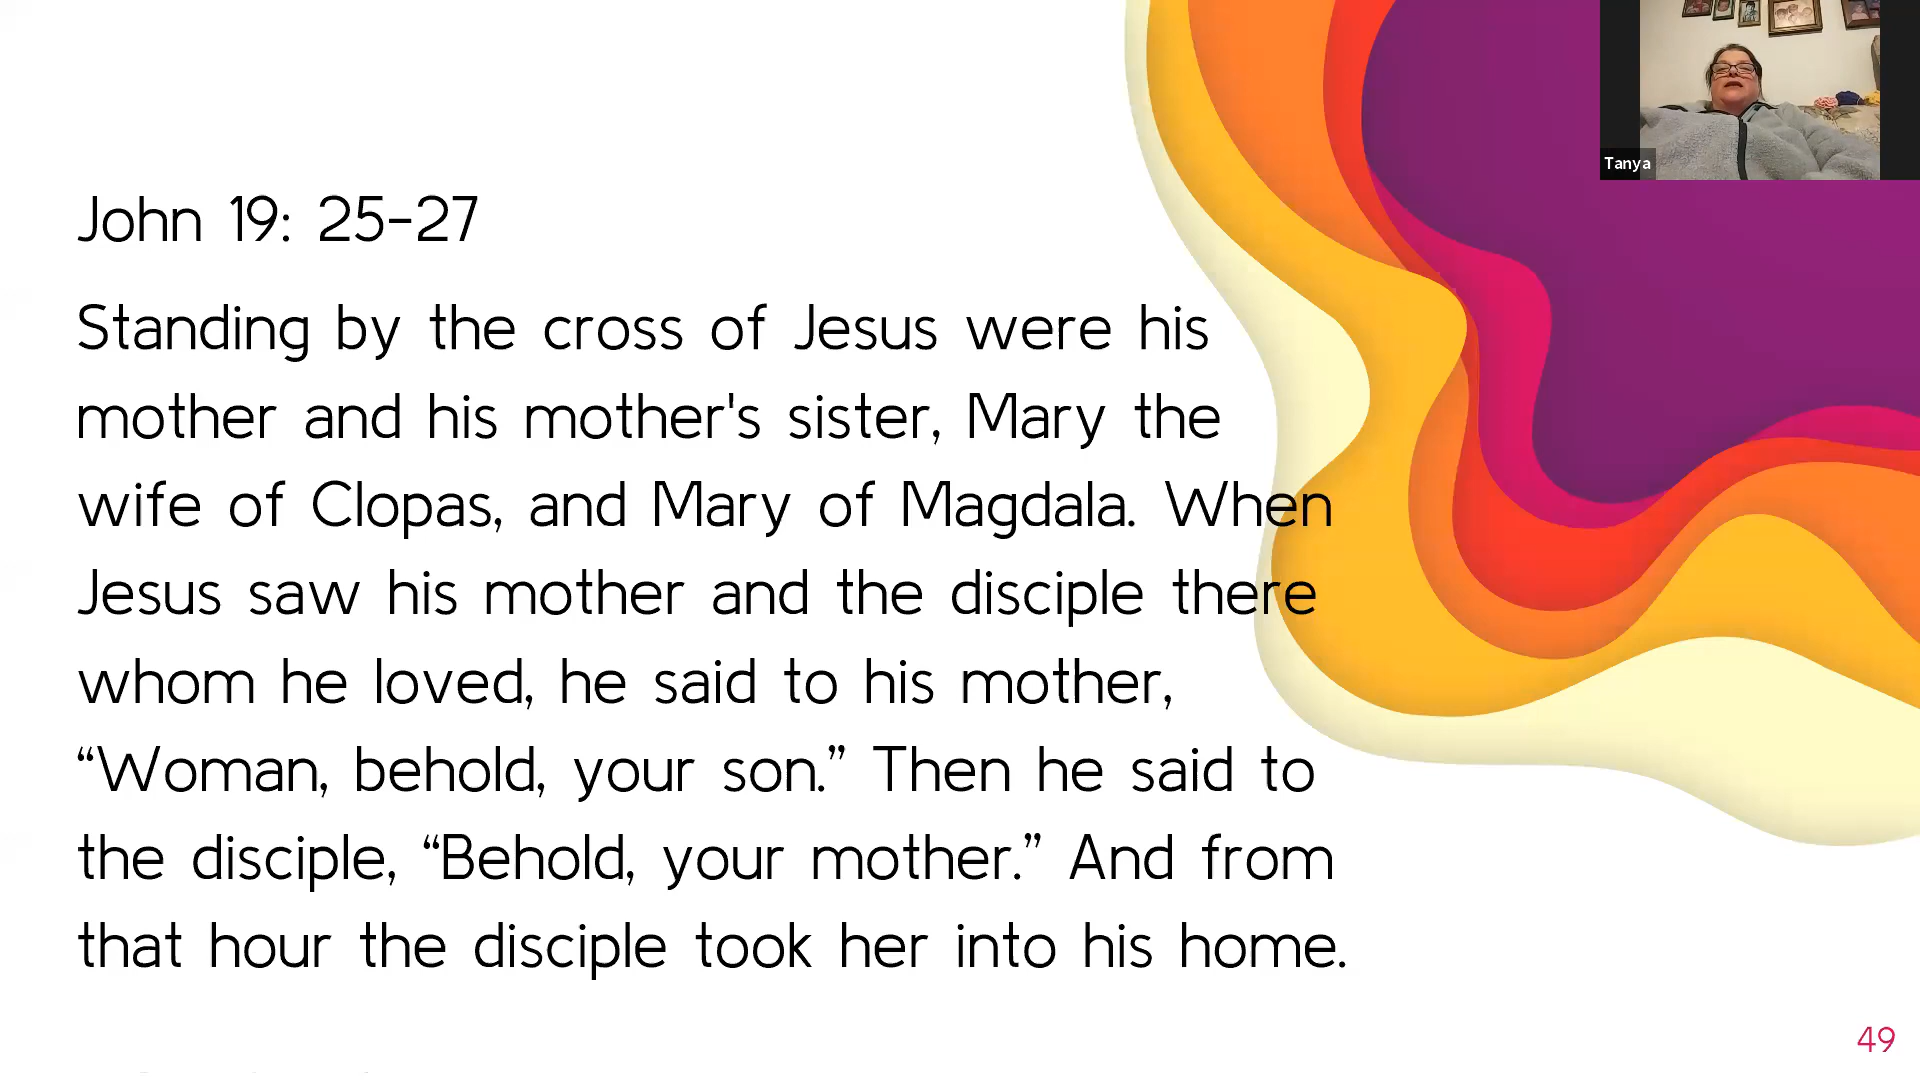 Tanya
John 19: 25-27
Standing by the cross of Jesus were his
mother and his mother's sister, Mary the
wife of Clopas, and Mary of Magdala. When
Jesus saw his mother and the disciple there
whom he loved, he said to his mother,
“Woman, behold, your son.” Then he said to
the disciple, “Behold, your mother.” And from
that hour the disciple took her into his home.
49